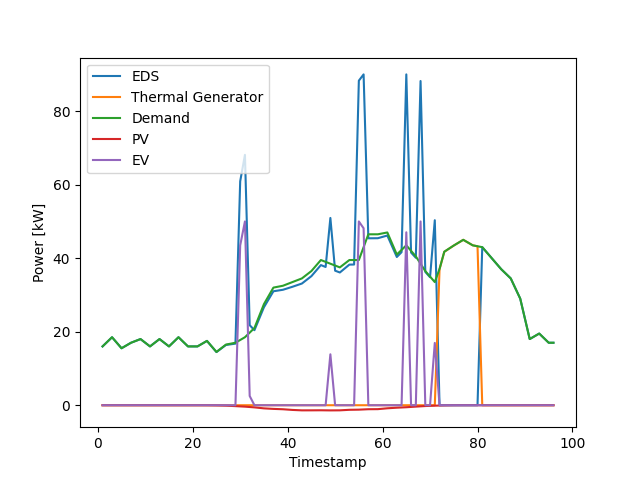 EDS
Thermal Generator
Demand
PV
EV
Power [kW]
80
60
40
20
0
0 20 40 60 80 100
Timestamp